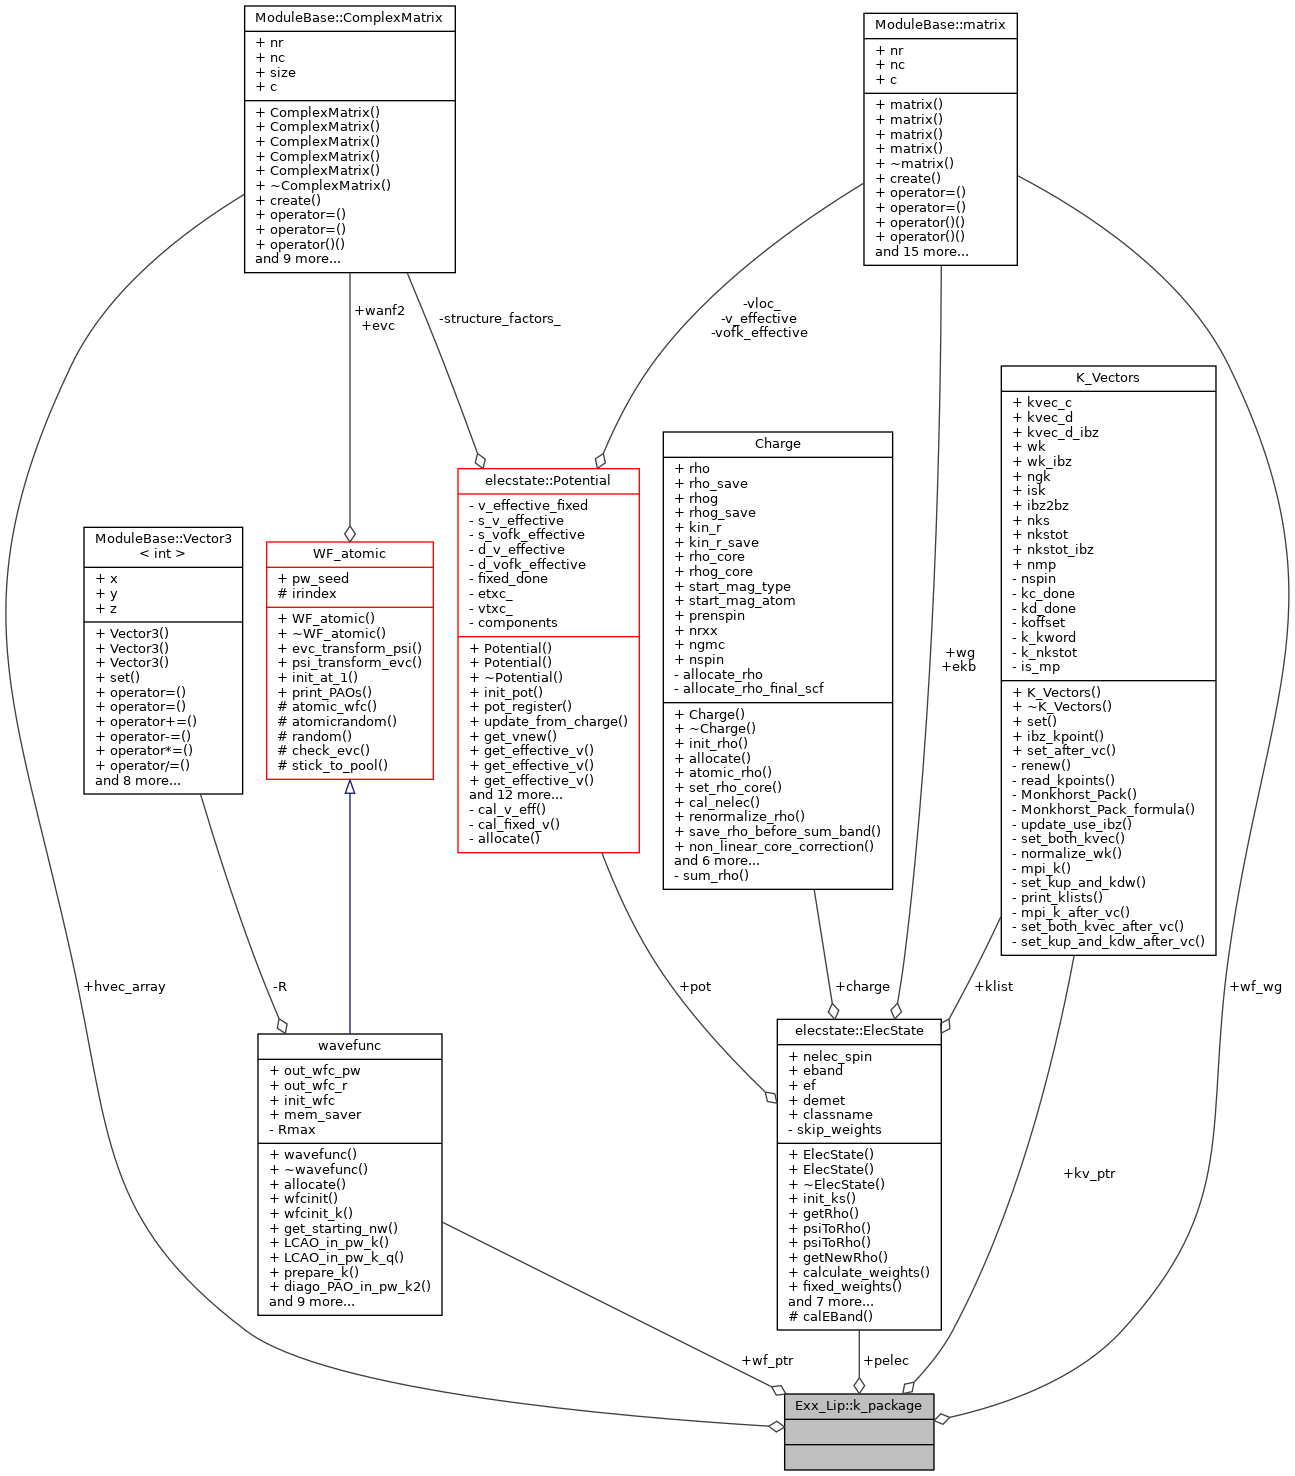 ModuleBase::ComplexMatrix
+ nr
+ nc
+ size
+ c
+ ComplexMatrix()
+ ComplexMatrix()
+ ComplexMatrix()
+ ComplexMatrix()
+ ComplexMatrix()
+ ~ComplexMatrix()
+ create()
+ operator=()
+ operator=()
+ operator()()
and 9 more...
ModuleBase::matrix
+ nr
+ nc
+ c
+ matrix()
+ matrix()
+ matrix()
+ matrix()
+ ~matrix()
+ create()
+ operator=()
+ operator=()
+ operator()()
+ operator()()
and 15 more...
+wanf2
+evc
-structure_factors_
-vloc_
-v_effective
-vofk_effective
K_Vectors
+ kvec_c
+ kvec_d
+ kvec_d_ibz
+ wk
+ wk_ibz
+ ngk
+ isk
+ ibz2bz
+ nks
+ nkstot
+ nkstot_ibz
+ nmp
- nspin
- kc_done
- kd_done
- koffset
- k_kword
- k_nkstot
- is_mp
+ K_Vectors()
+ ~K_Vectors()
+ set()
+ ibz_kpoint()
+ set_after_vc()
- renew()
- read_kpoints()
- Monkhorst_Pack()
- Monkhorst_Pack_formula()
- update_use_ibz()
- set_both_kvec()
- normalize_wk()
- mpi_k()
- set_kup_and_kdw()
- print_klists()
- mpi_k_after_vc()
- set_both_kvec_after_vc()
- set_kup_and_kdw_after_vc()
Charge
+ rho
+ rho_save
+ rhog
+ rhog_save
+ kin_r
+ kin_r_save
+ rho_core
+ rhog_core
+ start_mag_type
+ start_mag_atom
+ prenspin
+ nrxx
+ ngmc
+ nspin
- allocate_rho
- allocate_rho_final_scf
+ Charge()
+ ~Charge()
+ init_rho()
+ allocate()
+ atomic_rho()
+ set_rho_core()
+ cal_nelec()
+ renormalize_rho()
+ save_rho_before_sum_band()
+ non_linear_core_correction()
and 6 more...
- sum_rho()
elecstate::Potential
- v_effective_fixed
- s_v_effective
- s_vofk_effective
- d_v_effective
- d_vofk_effective
- fixed_done
- etxc_
- vtxc_
- components
+ Potential()
+ Potential()
+ ~Potential()
+ init_pot()
+ pot_register()
+ update_from_charge()
+ get_vnew()
+ get_effective_v()
+ get_effective_v()
+ get_effective_v()
and 12 more...
- cal_v_eff()
- cal_fixed_v()
- allocate()
ModuleBase::Vector3
< int >
+ x
+ y
+ z
+ Vector3()
+ Vector3()
+ Vector3()
+ set()
+ operator=()
+ operator=()
+ operator+=()
+ operator-=()
+ operator*=()
+ operator/=()
and 8 more...
WF_atomic
+ pw_seed
# irindex
+ WF_atomic()
+ ~WF_atomic()
+ evc_transform_psi()
+ psi_transform_evc()
+ init_at_1()
+ print_PAOs()
# atomic_wfc()
# atomicrandom()
# random()
# check_evc()
# stick_to_pool()
+wg
+ekb
+hvec_array
-R
+pot
+charge
+klist
+wf_wg
wavefunc
+ out_wfc_pw
+ out_wfc_r
+ init_wfc
+ mem_saver
- Rmax
+ wavefunc()
+ ~wavefunc()
+ allocate()
+ wfcinit()
+ wfcinit_k()
+ get_starting_nw()
+ LCAO_in_pw_k()
+ LCAO_in_pw_k_q()
+ prepare_k()
+ diago_PAO_in_pw_k2()
and 9 more...
elecstate::ElecState
+ nelec_spin
+ eband
+ ef
+ demet
+ classname
- skip_weights
+ ElecState()
+ ElecState()
+ ~ElecState()
+ init_ks()
+ getRho()
+ psiToRho()
+ psiToRho()
+ getNewRho()
+ calculate_weights()
+ fixed_weights()
and 7 more...
# calEBand()
+kv_ptr
+wf_ptr
+pelec
Exx_Lip::k_package